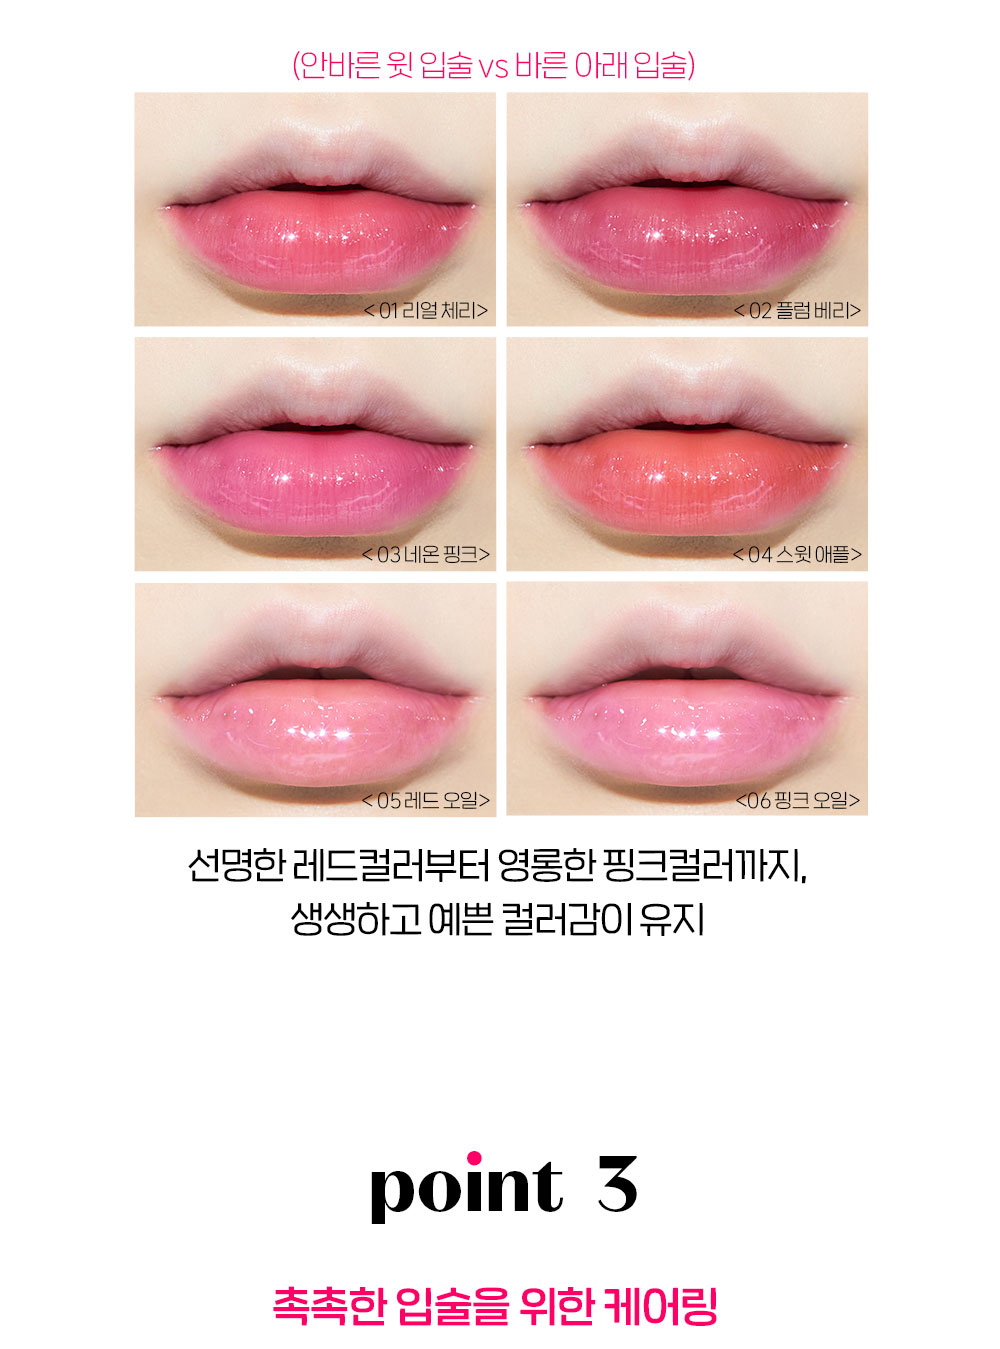 (안바른 윗 입술 vs 바른 아래 입술)
< 01 리얼 체리>
< 02 플럼 베리>
< 03 네온 핑크>
< 04 스윗 애플>
< 05 레드 오일>
<06 핑크 오일>
선명한 레드컬러부터 영롱한 핑크컬러까지,
생생하고 예쁜 컬러감이 유지
point 3
촉촉한 입술을 위한 케어링